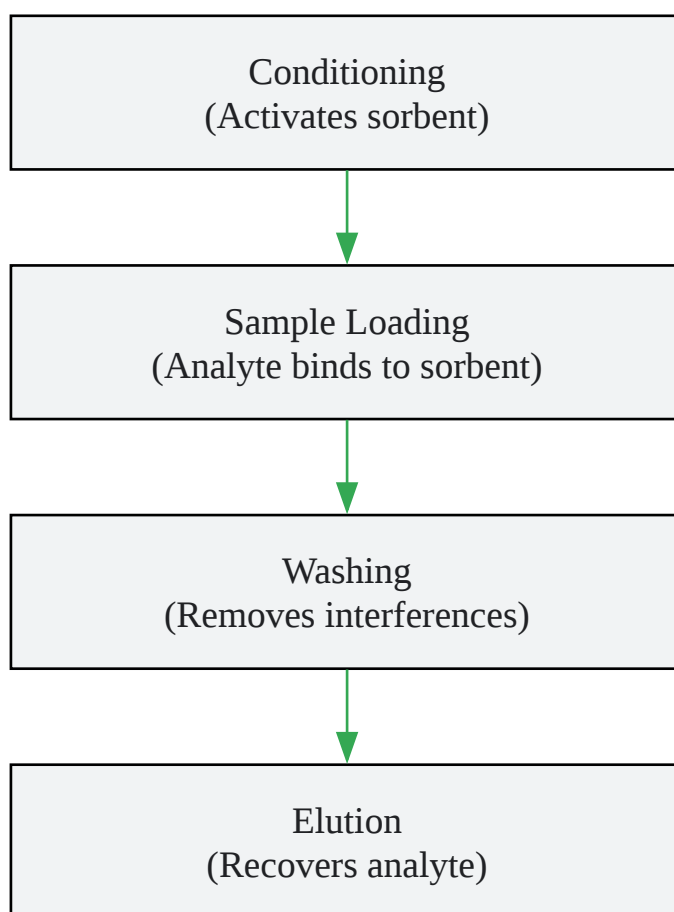 Conditioning
(Activates sorbent)
Sample Loading
(Analyte binds to sorbent)
Washing
(Removes interferences)
Elution
(Recovers analyte)